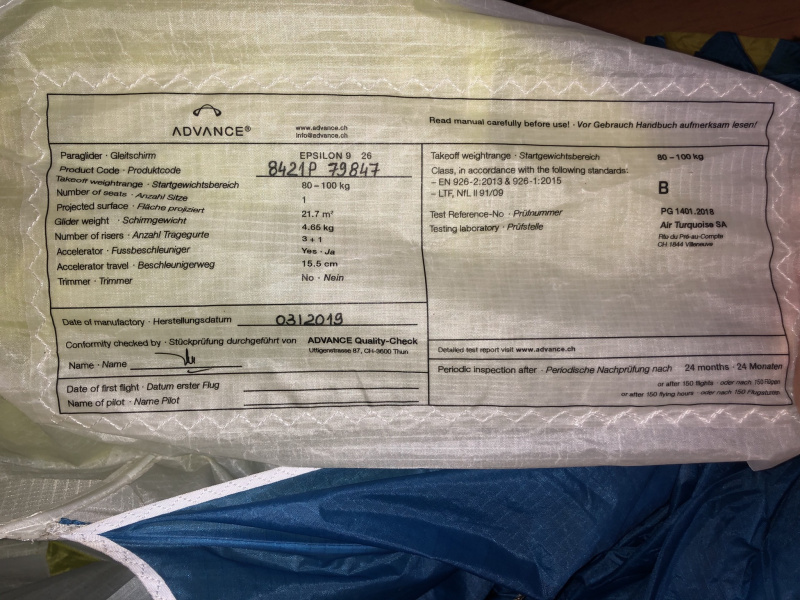 ADVANCE®
www.advance.ch
info@advance.ch
Read manual carefully before use! · Vor Gebrauch Handbuch aufmerksam lesen!
Paraglider · Gleitschirm EPSILON 9 26
Product Code · Produktcode 8421P 79847
Takeoff weightrange · Startgewichtsbereich 80 – 100 kg
Number of seats · Anzahl Sitze 1
Projected surface · Fläche projiziert 21.7 m²
Glider weight · Schirmgewicht 4.65 kg
Number of risers · Anzahl Tragegurte 3 + 1
Accelerator · Fussbeschleuniger Yes · Ja
Accelerator travel · Beschleunigerweg 15.5 cm
Trimmer · Trimmer No · Nein
Date of manufactory · Herstellungsdatum 03|2019
Conformity checked by · Stückprüfung durchgeführt von ADVANCE Quality-Check
Uttigenstrasse 87, CH-3600 Thun
Name · Name
Date of first flight · Datum erster Flug
Name of pilot · Name Pilot
Takeoff weightrange · Startgewichtsbereich 80 – 100 kg
Class, in accordance with the following standards:
– EN 926-2:2013 & 926-1:2015
– LTF, NfL II 91/09
B
Test Reference-No · Prüfnummer PG 1401.2018
Testing laboratory · Prüfstelle Air Turquoise SA
Rte du Pré-au-Comte
CH-1844 Villeneuve
Detailed test report visit www.advance.ch
Periodic inspection after · Periodische Nachprüfung nach 24 months · 24 Monaten
or after 150 flights · oder nach 150 Flügen
or after 150 flying hours · oder nach 150 Flugstunden